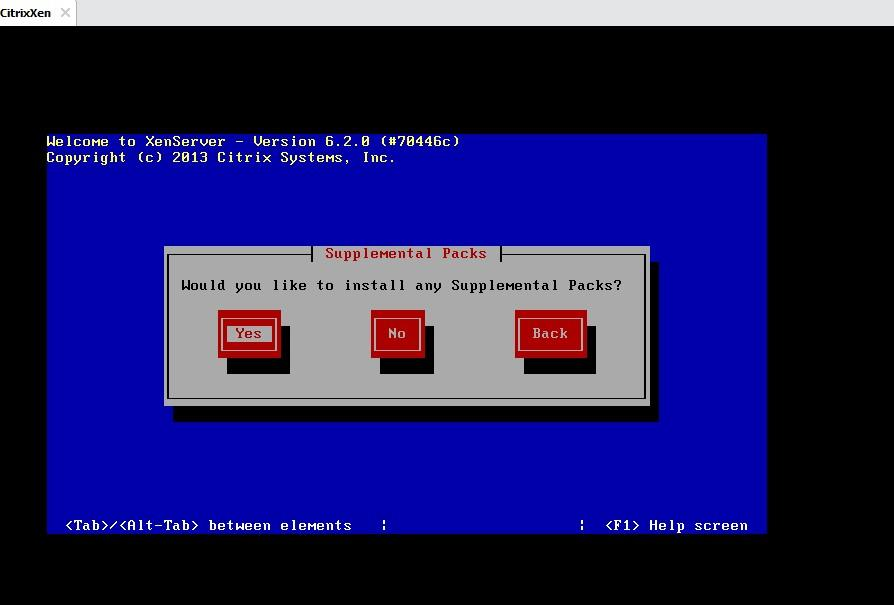 CitrixXen
Welcome to XenServer - Version 6.2.0 (#70446c)
Copyright (c) 2013 Citrix Systems, Inc.
Supplemental Packs
Would you like to install any Supplemental Packs?
Yes No Back
<Tab>/<Alt-Tab> between elements ¦ ¦ <F1> Help screen